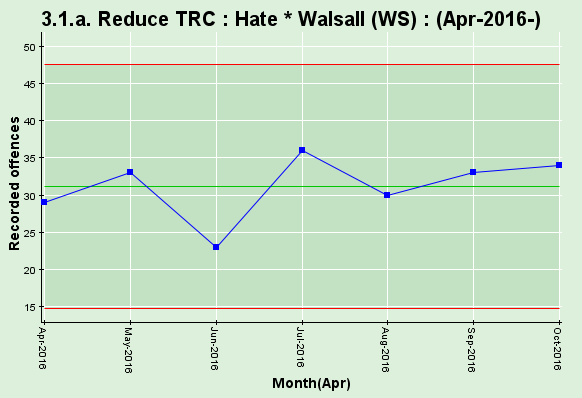 3.1.a. Reduce TRC : Hate * Walsall (WS) : (Apr-2016-)
50
45
40
35
30
25
20
15
Recorded offences
Apr-2016
May-2016
Jun-2016
Jul-2016
Aug-2016
Sep-2016
Oct-2016
Month(Apr)